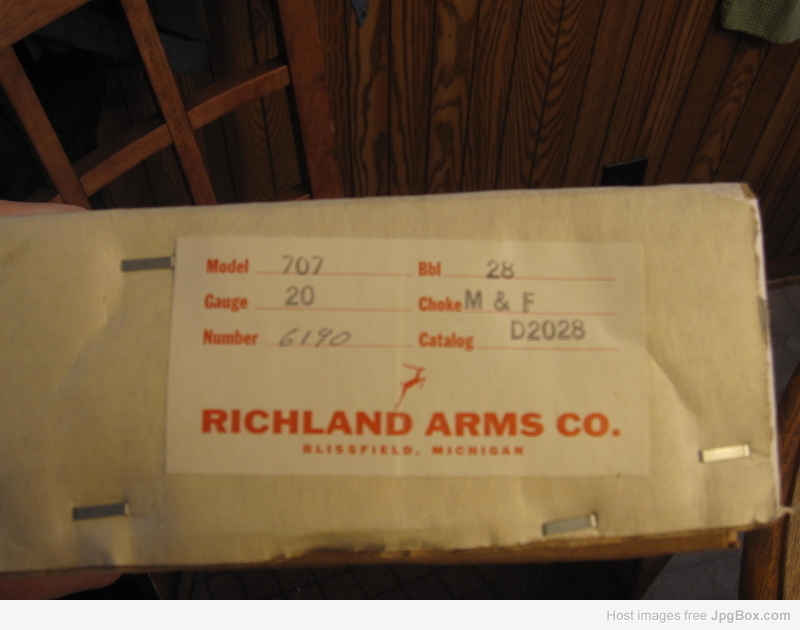 Model 707 Bbl 28
Gauge 20 Choke M & F
Number 6190 Catalog D2028
RICHLAND ARMS CO.
BLISSFIELD, MICHIGAN
Host images free JpgBox.com